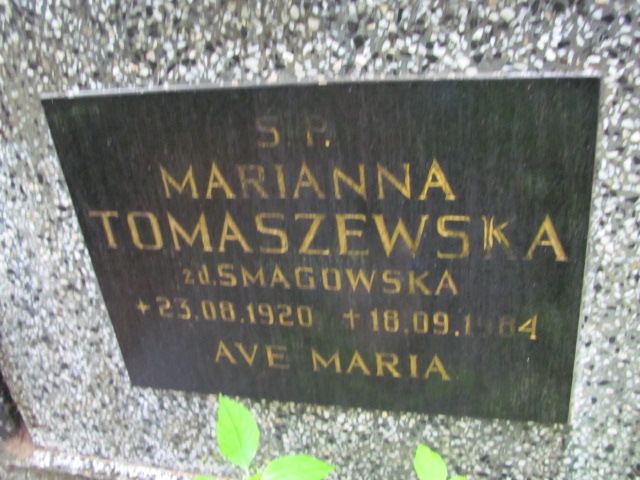 Ś.P.
MARIANNA
TOMASZEWSKA
zd. SMAGOWSKA
+ 23.08.1920 + 18.09.1984
AVE MARIA